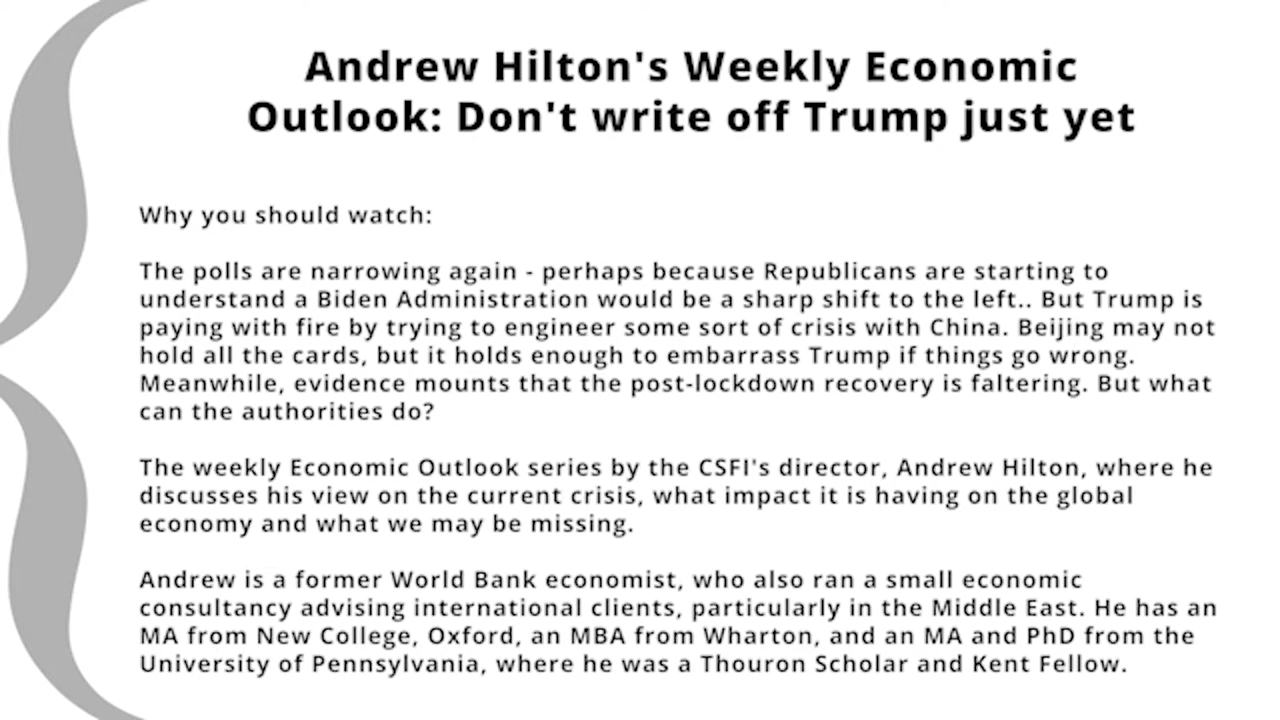 Andrew Hilton's Weekly Economic
Outlook: Don't write off Trump just yet
Why you should watch:
The polls are narrowing again - perhaps because Republicans are starting to
understand a Biden Administration would be a sharp shift to the left.. But Trump is
paying with fire by trying to engineer some sort of crisis with China. Beijing may not
hold all the cards, but it holds enough to embarrass Trump if things go wrong.
Meanwhile, evidence mounts that the post-lockdown recovery is faltering. But what
can the authorities do?
The weekly Economic Outlook series by the CSFI's director, Andrew Hilton, where he
discusses his view on the current crisis, what impact it is having on the global
economy and what we may be missing.
Andrew is a former World Bank economist, who also ran a small economic
consultancy advising international clients, particularly in the Middle East. He has an
MA from New College, Oxford, an MBA from Wharton, and an MA and PhD from the
University of Pennsylvania, where he was a Thouron Scholar and Kent Fellow.